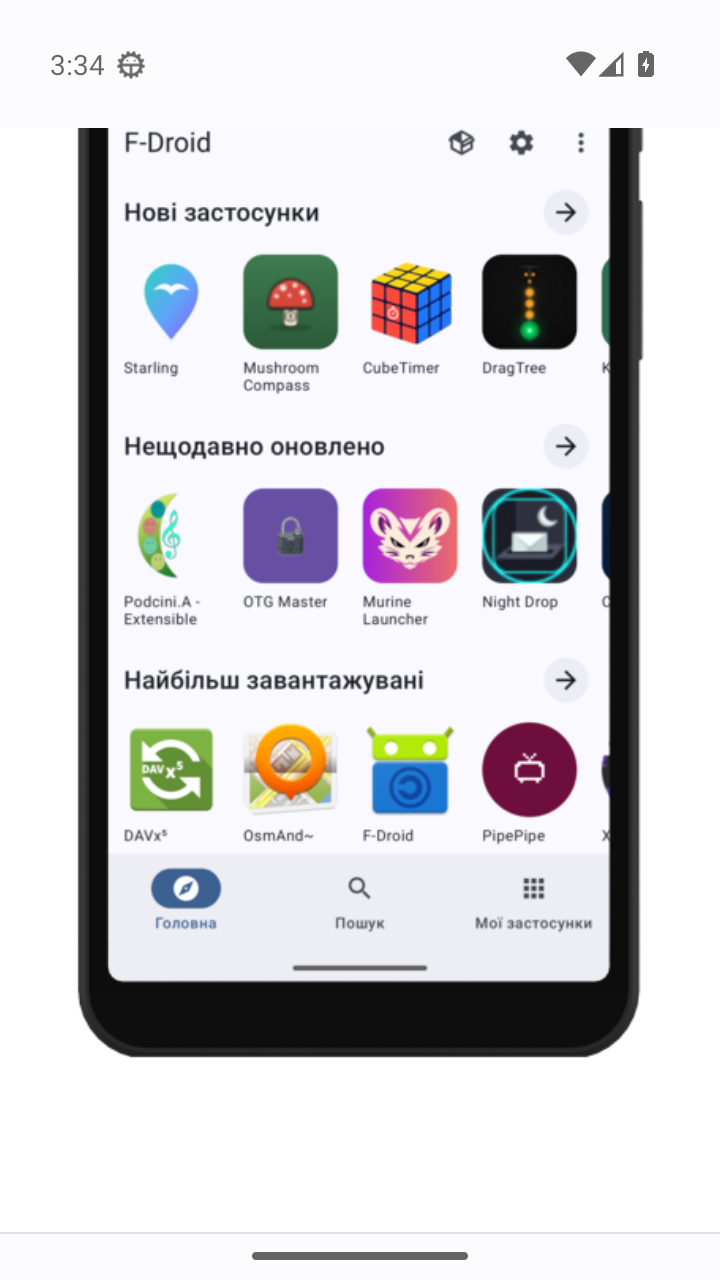 3:34
F-Droid
Нові застосунки
Starling
Mushroom
Compass
CubeTimer
DragTree
K
Нещодавно оновлено
Podcini.A -
Extensible
OTG Master
Murine
Launcher
Night Drop
Найбільш завантажувані
DAVx⁵
DAVx⁵
OsmAnd~
F-Droid
PipePipe
X
Головна
Пошук
Мої застосунки